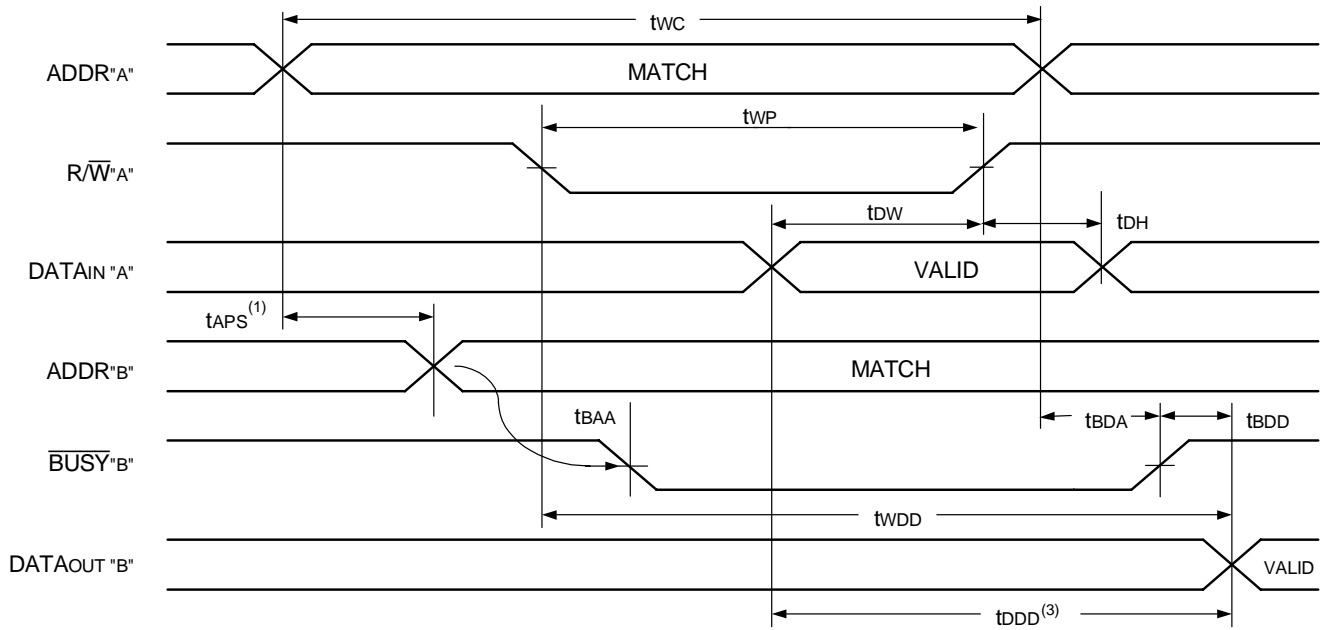 tWC
ADDR"A"
MATCH
tWP
R/W̅"A"
tDW
tDH
DATAIN "A"
VALID
tAPS(1)
ADDR"B"
MATCH
tBAA
tBDA
tBDD
B̅U̅S̅Y̅"B"
tWDD
DATAOUT "B"
VALID
tDDD(3)